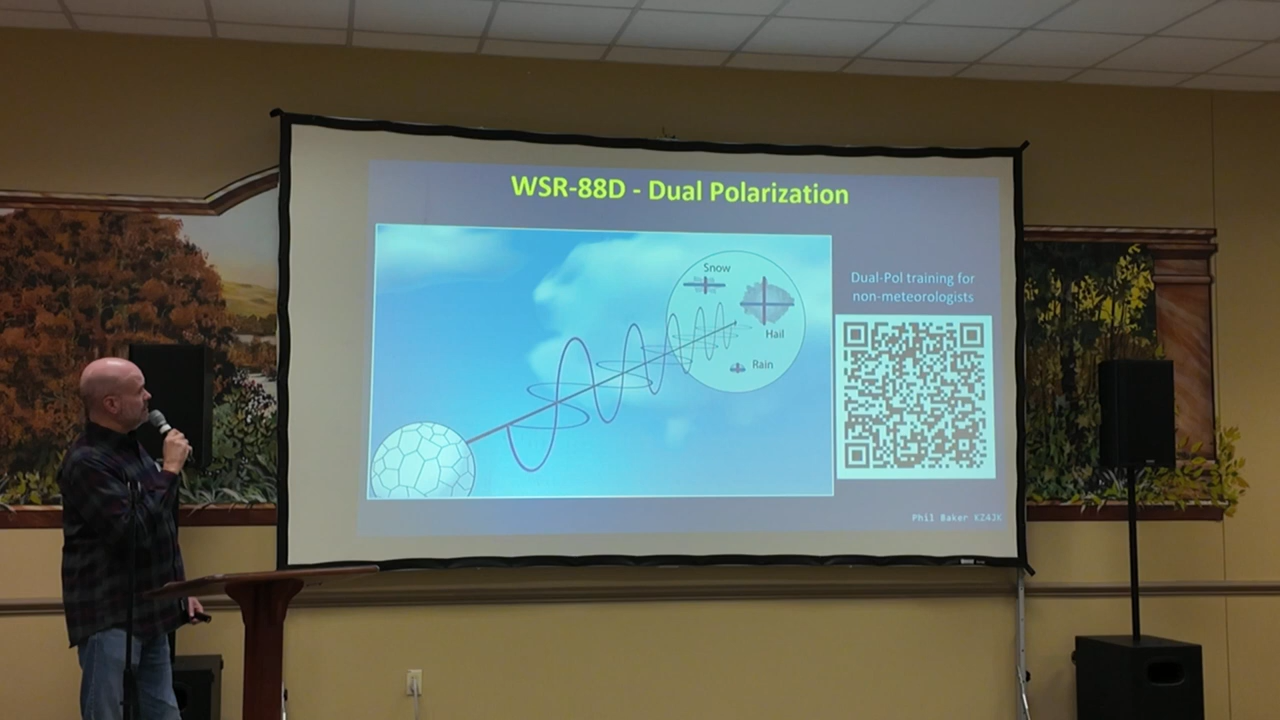 WSR-88D - Dual Polarization
Snow
Hail
Rain
Dual-Pol training for
non-meteorologists
Phil Baker KZ4JK